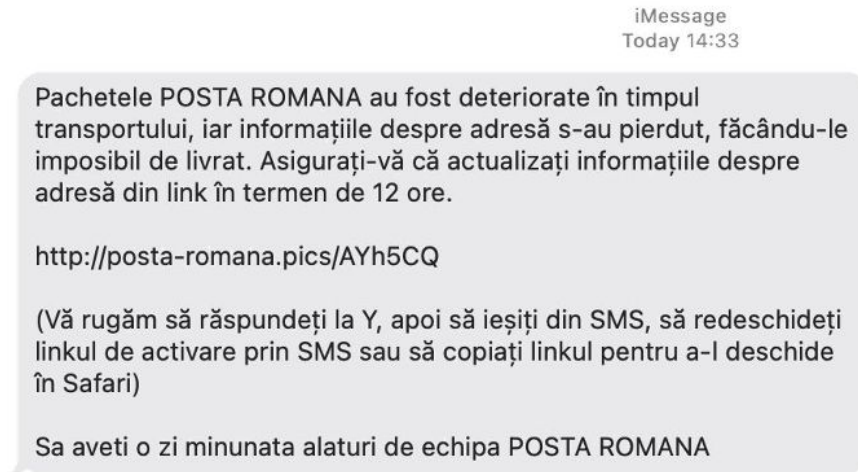 iMessage
Today 14:33
Pachetele POSTA ROMANA au fost deteriorate în timpul
transportului, iar informațiile despre adresă s-au pierdut, făcându-le
imposibil de livrat. Asigurați-vă că actualizați informațiile despre
adresă din link în termen de 12 ore.
http://posta-romana.pics/AYh5CQ
(Vă rugăm să răspundeți la Y, apoi să ieșiți din SMS, să redeschideți
linkul de activare prin SMS sau să copiați linkul pentru a-l deschide
în Safari)
Sa aveti o zi minunata alaturi de echipa POSTA ROMANA